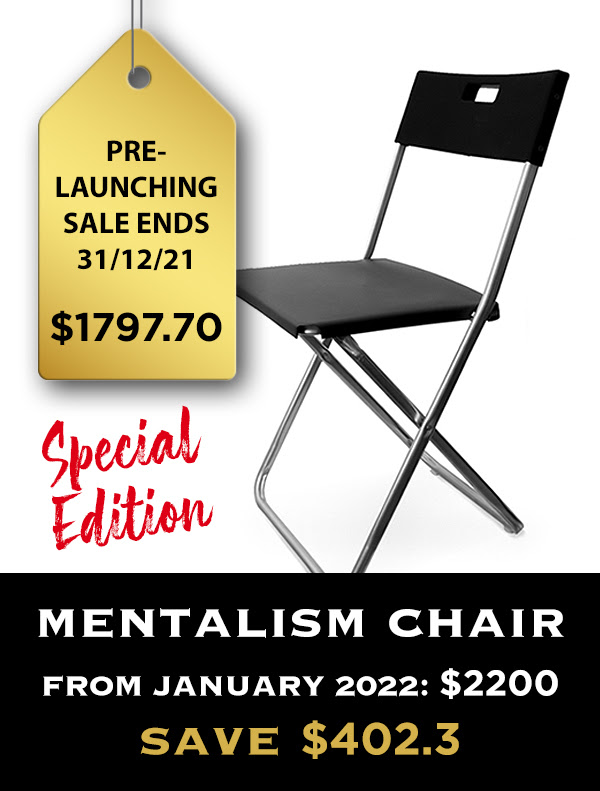 PRE-
LAUNCHING
SALE ENDS
31/12/21
$1797.70
Special
Edition
MENTALISM CHAIR
FROM JANUARY 2022: $2200
SAVE $402.3